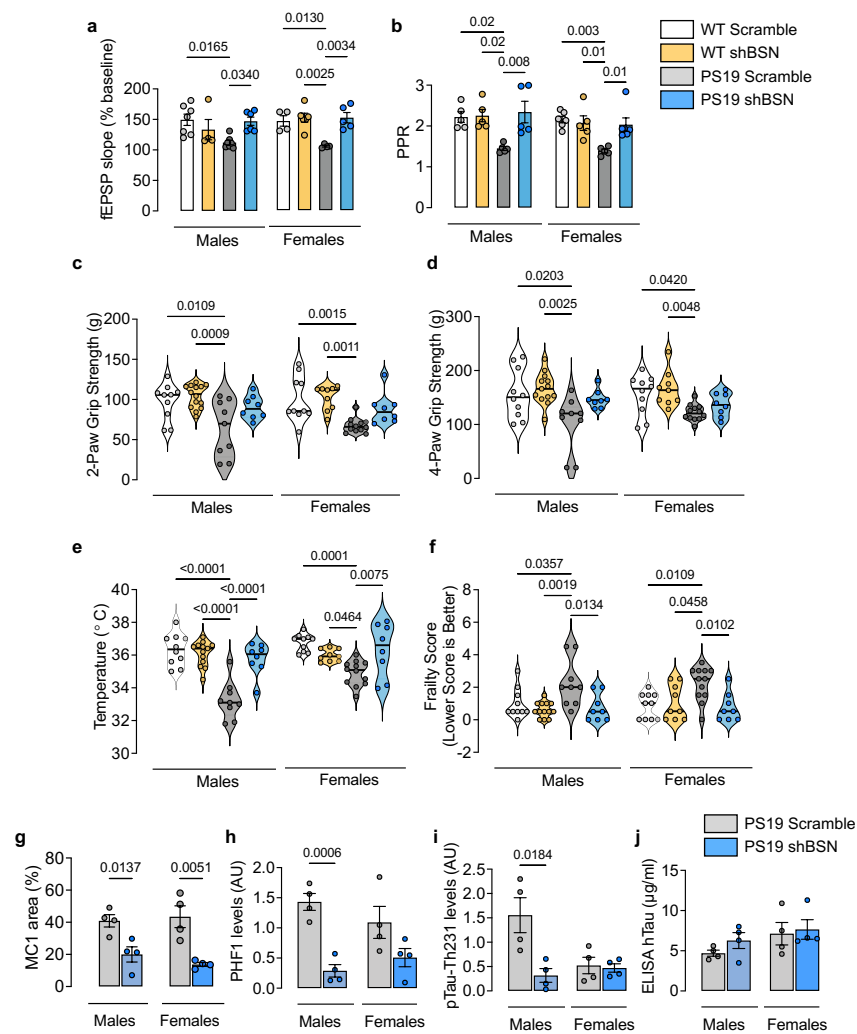 a
b
WT Scramble
WT shBSN
PS19 Scramble
PS19 shBSN
0.0130
0.0165
0.0034
0.0340
0.0025
fEPSP slope (% baseline)
200
150
100
50
0
Males
Females
0.02
0.003
0.02
0.01
0.008
0.01
PPR
3
2
1
0
Males
Females
c
0.0109
0.0015
0.0009
0.0011
2-Paw Grip Strength (g)
200
150
100
50
0
Males
Females
d
0.0203
0.0420
0.0025
0.0048
4-Paw Grip Strength (g)
300
200
100
0
Males
Females
e
<0.0001
0.0001
<0.0001
0.0075
<0.0001
0.0464
Temperature (° C)
40
38
36
34
32
30
Males
Females
f
0.0357
0.0109
0.0019
0.0458
0.0134
0.0102
Frailty Score
(Lower Score is Better)
8
6
4
2
0
-2
Males
Females
PS19 Scramble
PS19 shBSN
g
0.0137
0.0051
MC1 area (%)
80
60
40
20
0
Males
Females
h
0.0006
PHF1 levels (AU)
2.0
1.5
1.0
0.5
0.0
Males
Females
i
0.0184
pTau-Th231 levels (AU)
2.5
2.0
1.5
1.0
0.5
0.0
Males
Females
j
ELISA hTau (µg/ml)
15
10
5
0
Males
Females